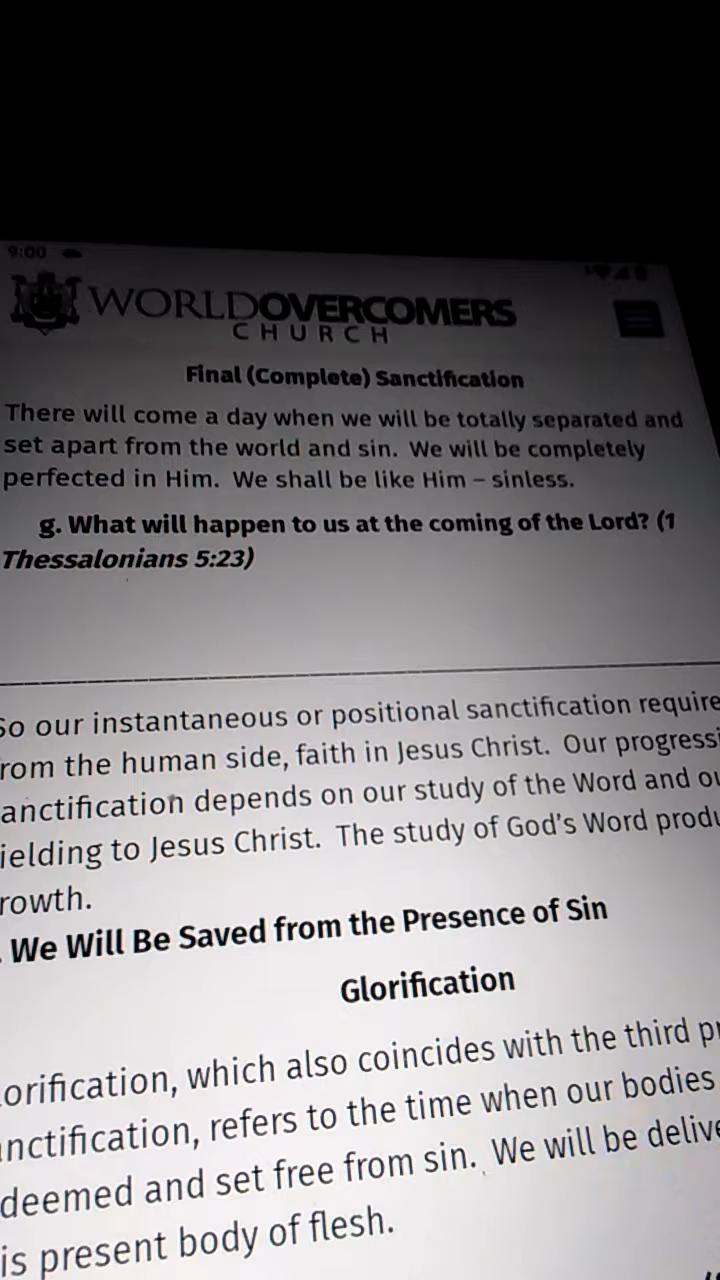 9:00
WORLDOVERCOMERS
CHURCH
Final (Complete) Sanctification
There will come a day when we will be totally separated and
set apart from the world and sin. We will be completely
perfected in Him. We shall be like Him – sinless.
g. What will happen to us at the coming of the Lord? (1
Thessalonians 5:23)
So our instantaneous or positional sanctification require
rom the human side, faith in Jesus Christ. Our progressi
anctification depends on our study of the Word and ou
ielding to Jesus Christ. The study of God's Word produ
rowth.
. We Will Be Saved from the Presence of Sin
Glorification
orification, which also coincides with the third pr
nctification, refers to the time when our bodies
deemed and set free from sin. We will be delive
is present body of flesh.